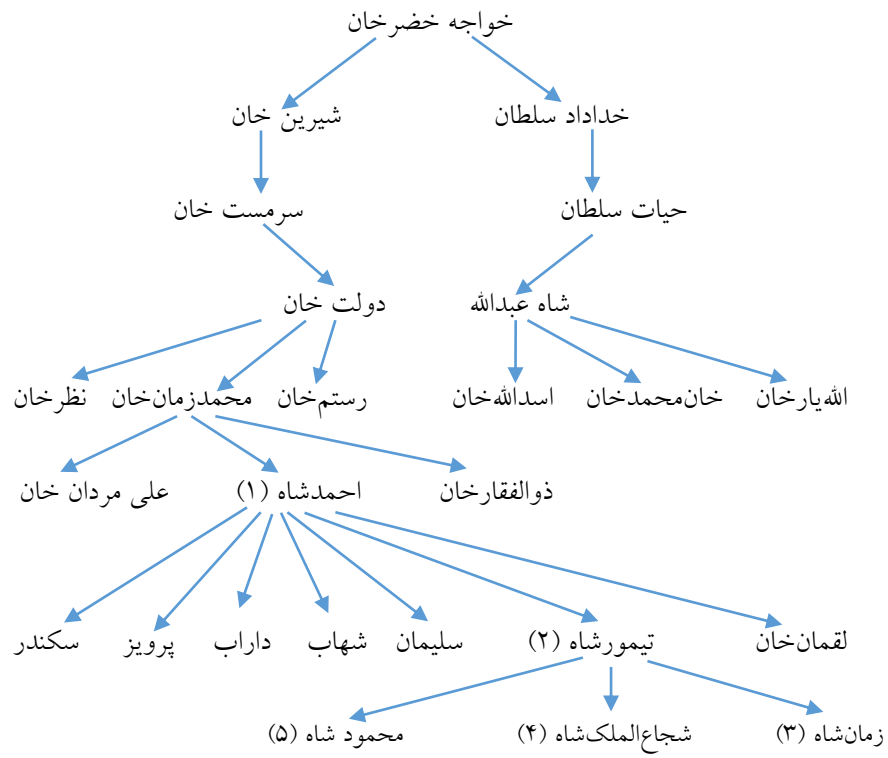 خواجه خضرخان
خداداد سلطان شیرین خان
حیات سلطان سرمست خان
شاه عبدالله دولت خان
الله‌یارخان خان‌محمدخان اسدالله‌خان رستم‌خان محمدزمان‌خان نظرخان
ذوالفقارخان احمدشاه (۱) علی مردان خان
لقمان‌خان تیمورشاه (۲) سلیمان شهاب داراب پرویز سکندر
زمان‌شاه (۳) شجاع‌الملک‌شاه (۴) محمود شاه (۵)